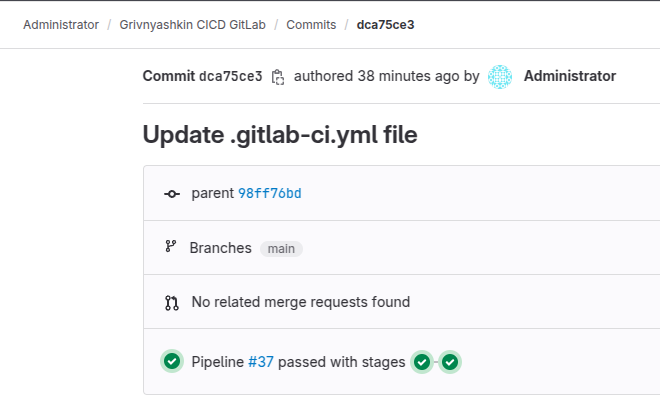 Administrator / Grivnyashkin CICD GitLab / Commits / dca75ce3
Commit dca75ce3 authored 38 minutes ago by Administrator
Update .gitlab-ci.yml file
parent 98ff76bd
Branches main
No related merge requests found
Pipeline #37 passed with stages